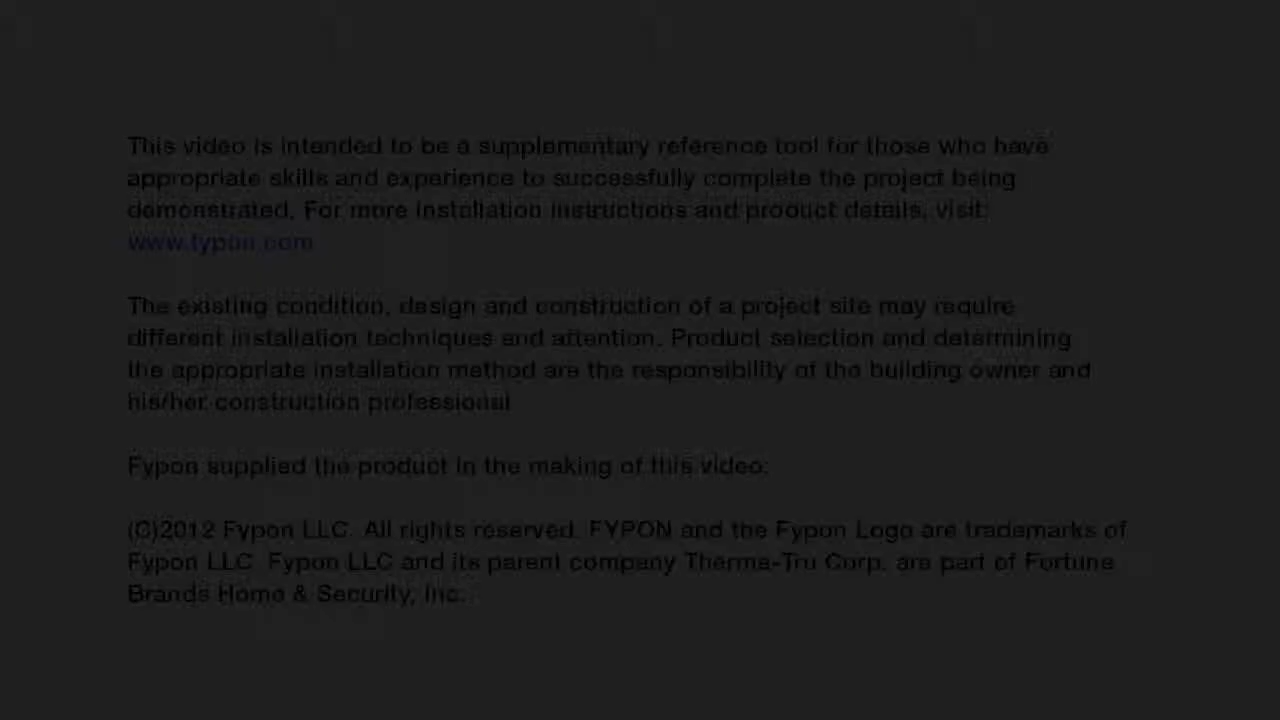 This video is intended to be a supplementary reference tool for those who have
appropriate skills and experience to successfully complete the project being
demonstrated. For more installation instructions and product details, visit:
www.fypon.com
The existing condition, design and construction of a project site may require
different installation techniques and attention. Product selection and determining
the appropriate installation method are the responsibility of the building owner and
his/her construction professional.
Fypon supplied the product in the making of this video.
(C)2012 Fypon LLC. All rights reserved. FYPON and the Fypon Logo are trademarks of
Fypon LLC. Fypon LLC and its parent company Therma-Tru Corp. are part of Fortune
Brands Home & Security, Inc.